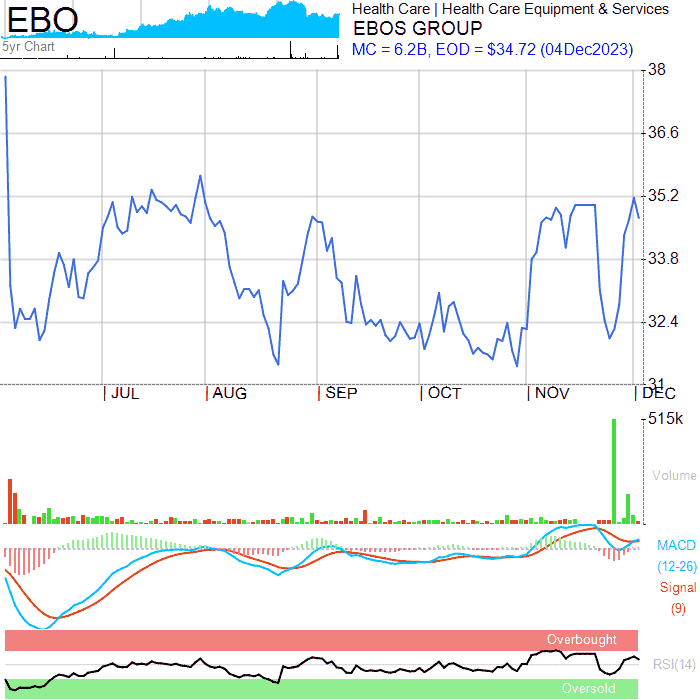 EBO
5yr Chart
Health Care | Health Care Equipment & Services
EBOS GROUP
MC = 6.2B, EOD = $34.72 (04Dec2023)
38
36.6
35.2
33.8
32.4
31
JUL
AUG
SEP
OCT
NOV
DEC
515k
Volume
MACD
(12-26)
Signal
(9)
Overbought
RSI(14)
Oversold